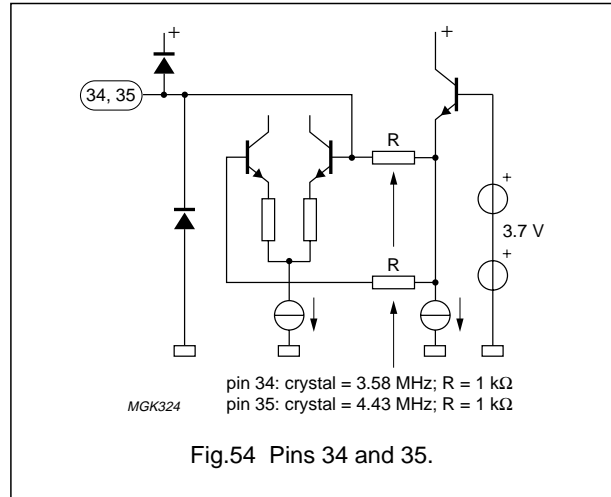 +
+
34, 35
R
+
3.7 V
R
+
pin 34: crystal = 3.58 MHz; R = 1 kΩ
MGK324
pin 35: crystal = 4.43 MHz; R = 1 kΩ
Fig.54 Pins 34 and 35.